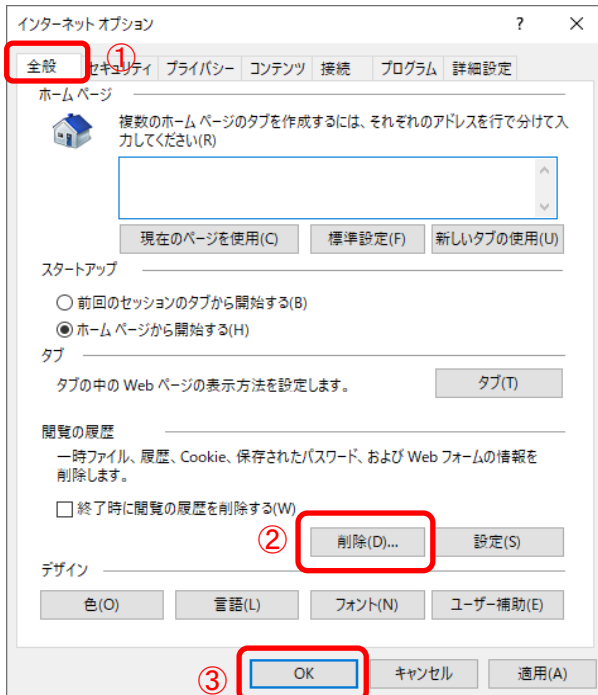 インターネット オプション ? ×
①
全般 セキュリティ プライバシー コンテンツ 接続 プログラム 詳細設定
ホーム ページ
複数のホーム ページのタブを作成するには、それぞれのアドレスを行で分けて入
力してください(R)
現在のページを使用(C) 標準設定(F) 新しいタブの使用(U)
スタートアップ
前回のセッションのタブから開始する(B)
ホーム ページから開始する(H)
タブ
タブの中の Web ページの表示方法を設定します。 タブ(T)
閲覧の履歴
一時ファイル、履歴、Cookie、保存されたパスワード、および Web フォームの情報を
削除します。
終了時に閲覧の履歴を削除する(W)
② 削除(D)... 設定(S)
デザイン
色(O) 言語(L) フォント(N) ユーザー補助(E)
③ OK キャンセル 適用(A)